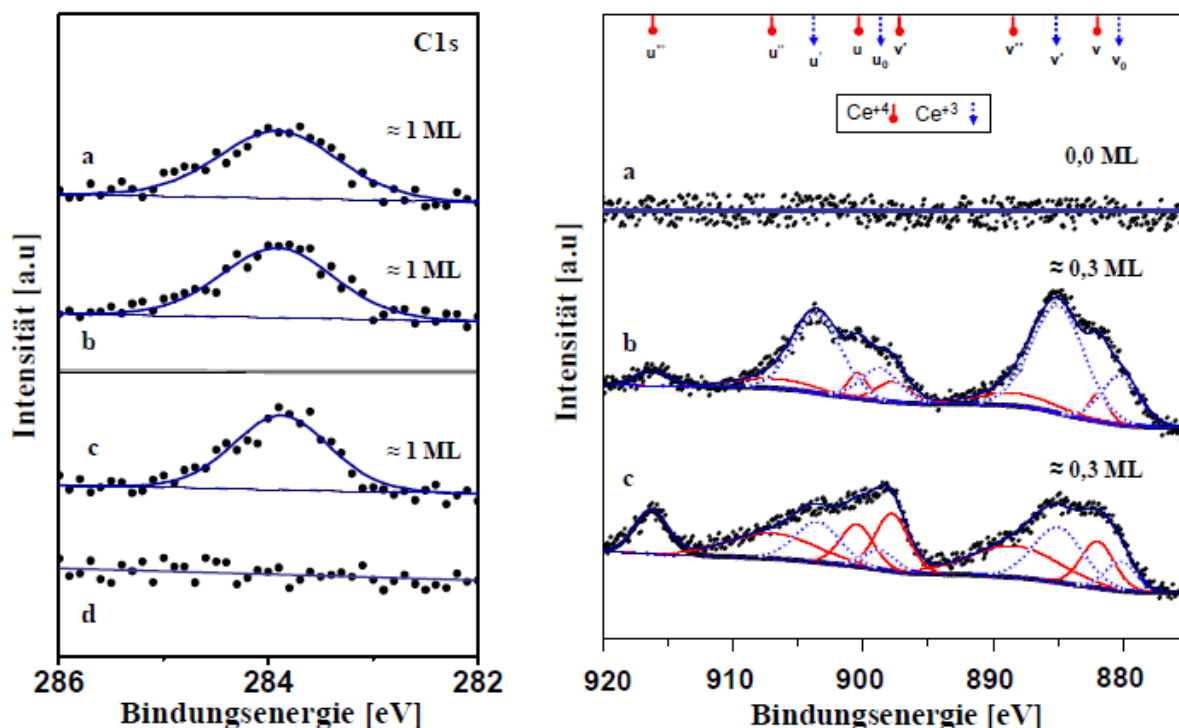 C1s
a
≈ 1 ML
b
≈ 1 ML
c
≈ 1 ML
d
286 284 282
Bindungsenergie [eV]
Intensität [a.u]
u''' u'' u' u u₀ v''' v'' v' v v₀
Ce+4 Ce+3
0,0 ML
a
≈ 0,3 ML
b
≈ 0,3 ML
c
920 910 900 890 880
Bindungsenergie [eV]
Intensität [a.u]